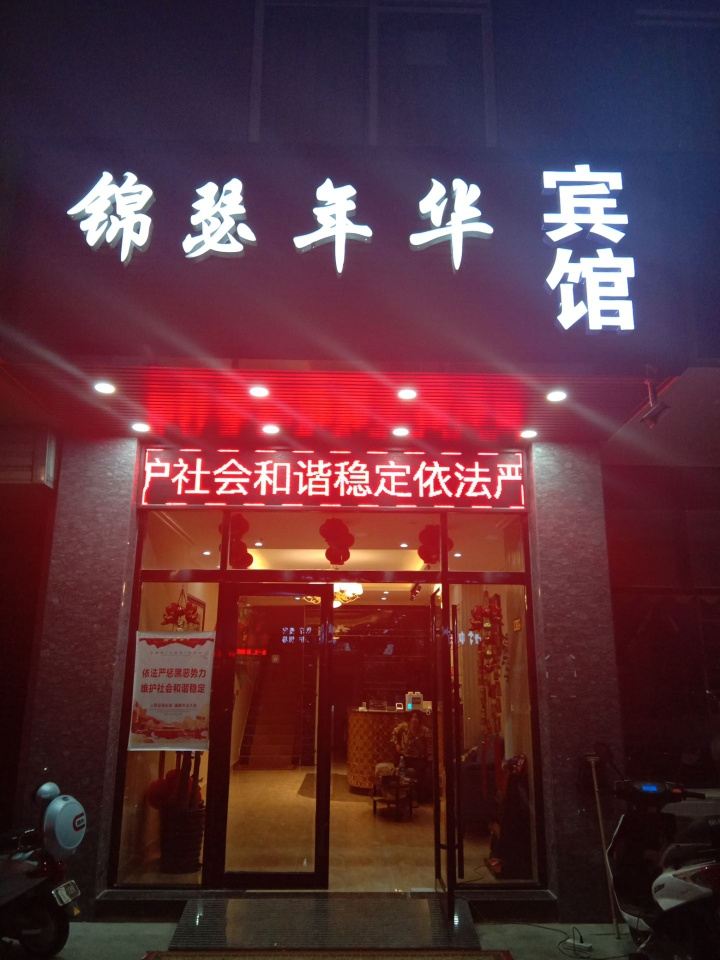 锦瑟年华宾馆
护社会和谐稳定依法严
依法严惩黑恶势力
维护社会和谐稳定